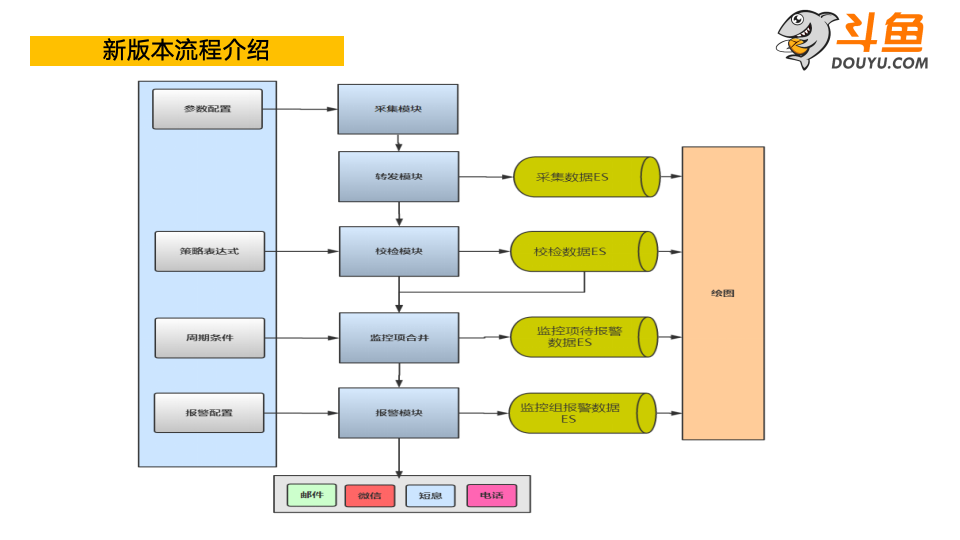 新版本流程介绍
斗鱼
DOUYU.COM
参数配置
采集模块
转发模块
采集数据ES
策略表达式
校检模块
校检数据ES
绘图
周期条件
监控项合并
监控项待报警
数据ES
报警配置
报警模块
监控组报警数据
ES
邮件
微信
短息
电话